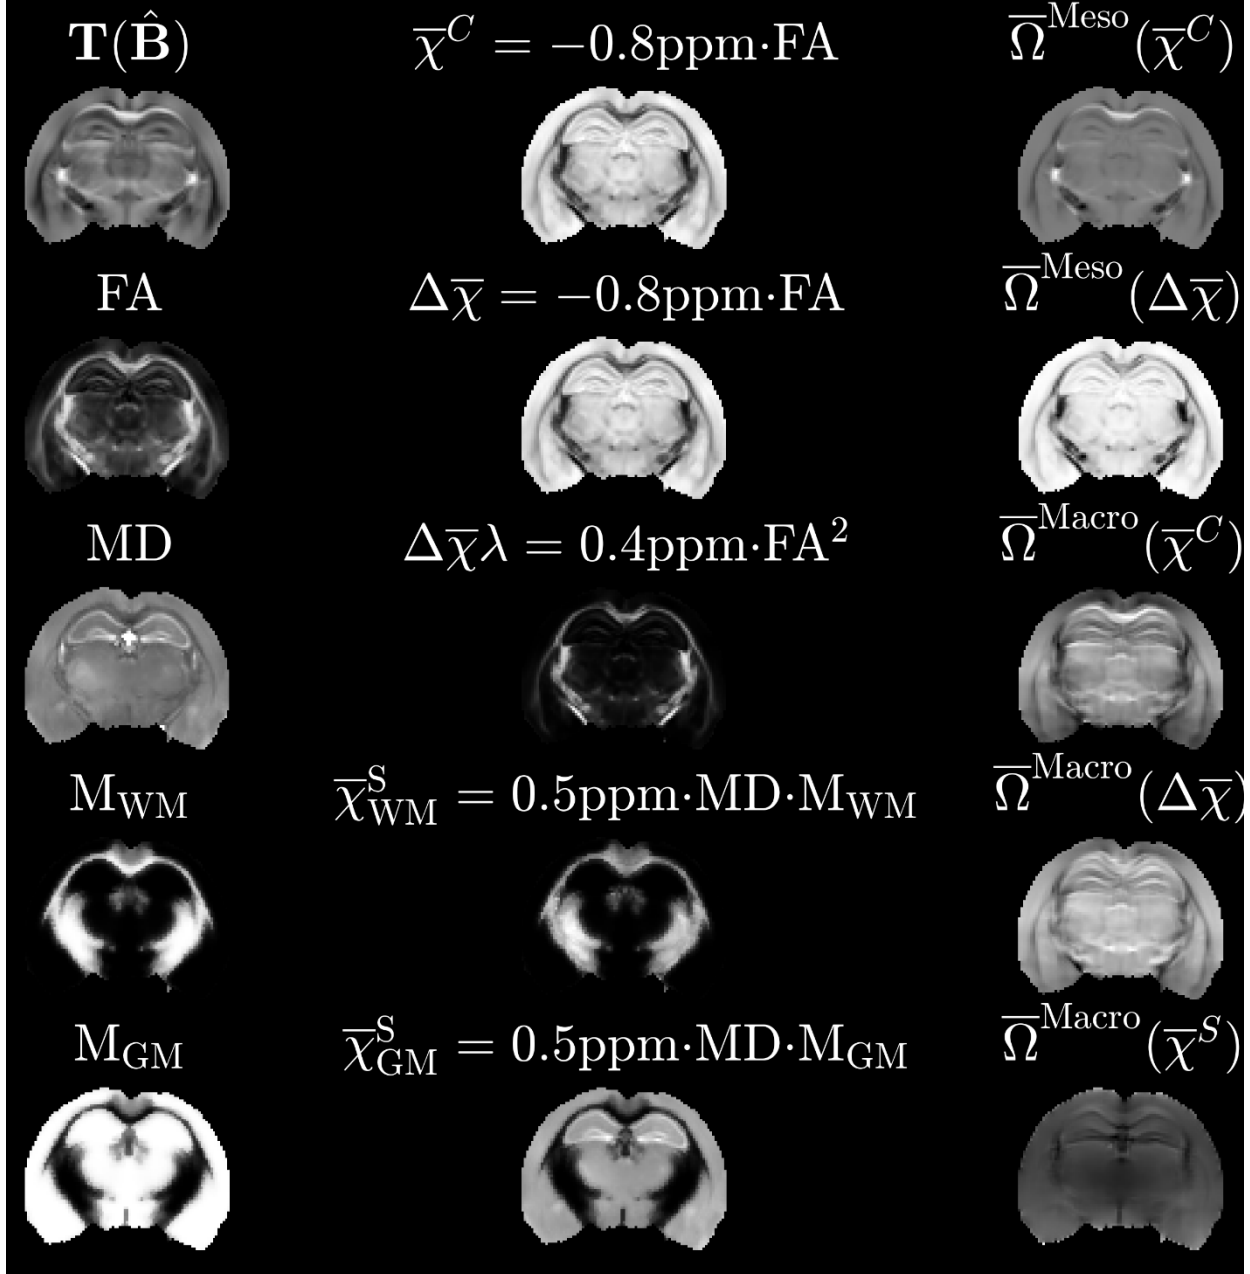 T(B̂) χ̅ᶜ = −0.8ppm·FA Ω̅ᴹᵉˢᵒ(χ̅ᶜ)
FA Δχ̅ = −0.8ppm·FA Ω̅ᴹᵉˢᵒ(Δχ̅)
MD Δχ̅λ = 0.4ppm·FA² Ω̅ᴹᵃᶜʳᵒ(χ̅ᶜ)
M_WM χ̅^S_WM = 0.5ppm·MD·M_WM Ω̅ᴹᵃᶜʳᵒ(Δχ̅)
M_GM χ̅^S_GM = 0.5ppm·MD·M_GM Ω̅ᴹᵃᶜʳᵒ(χ̅^S)